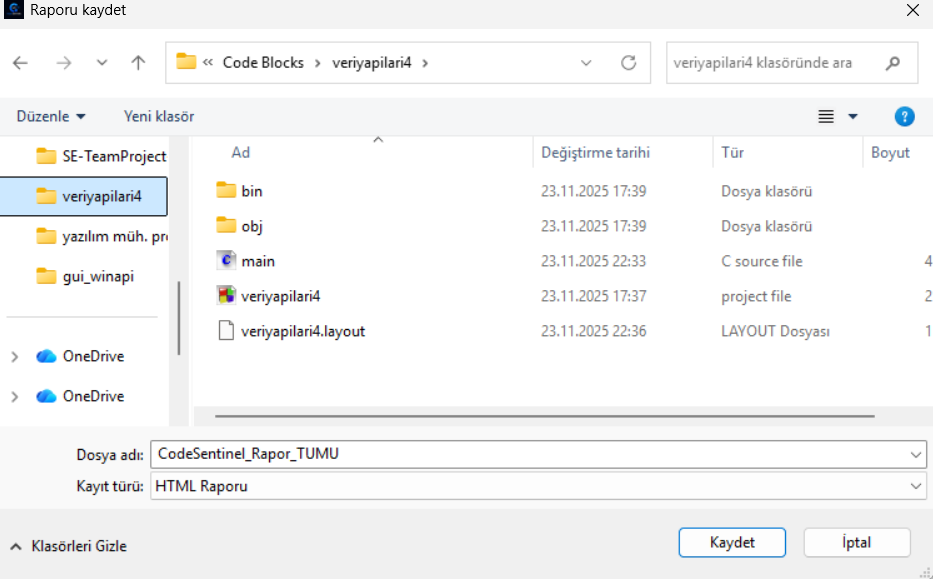 Raporu kaydet
« Code Blocks › veriyapilari4 ›
veriyapilari4 klasöründe ara
Düzenle Yeni klasör
SE-TeamProject
veriyapilari4
yazılım müh. pr
gui_winapi
OneDrive
OneDrive
Ad Değiştirme tarihi Tür Boyut
bin 23.11.2025 17:39 Dosya klasörü
obj 23.11.2025 17:39 Dosya klasörü
main 23.11.2025 22:33 C source file 4
veriyapilari4 23.11.2025 17:37 project file 2
veriyapilari4.layout 23.11.2025 22:36 LAYOUT Dosyası 1
Dosya adı: CodeSentinel_Rapor_TUMU
Kayıt türü: HTML Raporu
Klasörleri Gizle Kaydet İptal